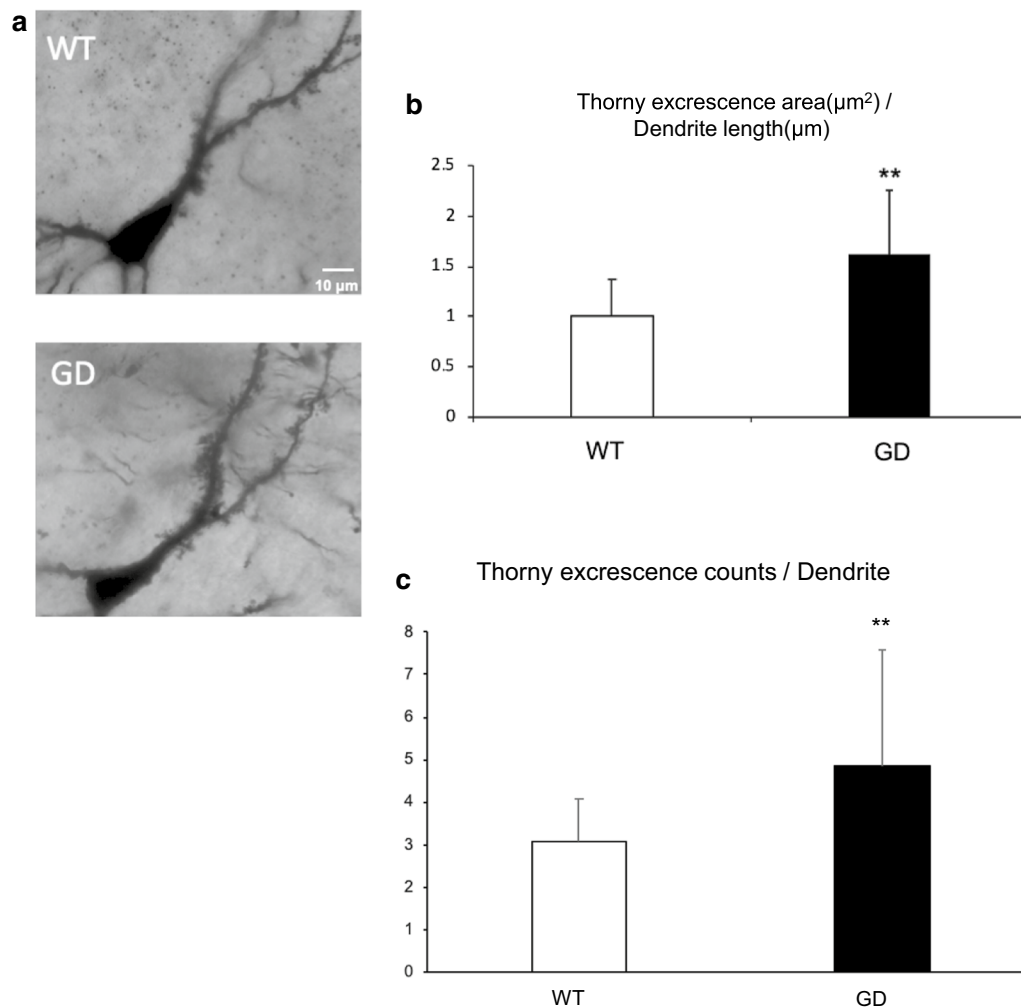 a
WT
10 µm
GD
b
Thorny excrescence area(µm²) /
Dendrite length(µm)
2.5
2
1.5
1
0.5
0
**
WT
GD
c
Thorny excrescence counts / Dendrite
8
7
6
5
4
3
2
1
0
**
WT
GD